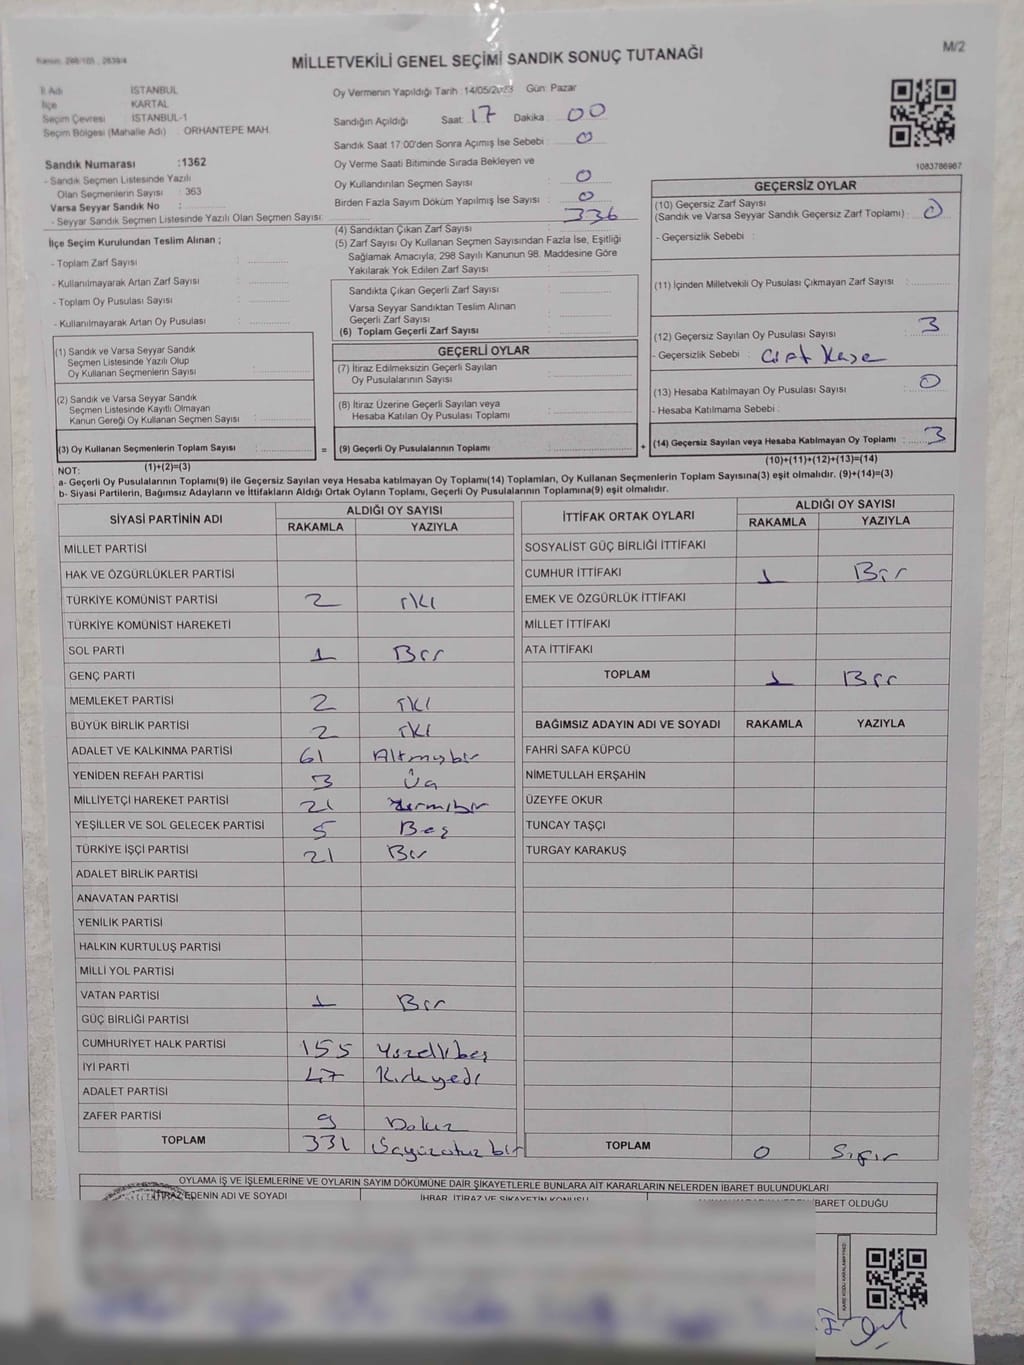 Kanun: 298/105 , 2839/4
MİLLETVEKİLİ GENEL SEÇİMİ SANDIK SONUÇ TUTANAĞI
M/2
İl Adı İSTANBUL
İlçe KARTAL
Seçim Çevresi : İSTANBUL-1
Seçim Bölgesi (Mahalle Adı) : ORHANTEPE MAH.
Oy Vermenin Yapıldığı Tarih : 14/05/2023 Gün: Pazar
Sandığın Açıldığı Saat: 17 Dakika : 00
Sandık Saat 17:00'den Sonra Açımış İse Sebebi : 0
Oy Verme Saati Bitiminde Sırada Bekleyen ve
Oy Kullandırılan Seçmen Sayısı : 0
Birden Fazla Sayım Döküm Yapılmış İse Sayısı : 0
Sandık Numarası :1362
- Sandık Seçmen Listesinde Yazılı
Olan Seçmenlerin Sayısı : 363
Varsa Seyyar Sandık No :
- Seyyar Sandık Seçmen Listesinde Yazılı Olan Seçmen Sayısı:
1083786967
(4) Sandıktan Çıkan Zarf Sayısı : 336
(5) Zarf Sayısı Oy Kullanan Seçmen Sayısından Fazla İse, Eşitliği
Sağlamak Amacıyla; 298 Sayılı Kanunun 98. Maddesine Göre
Yakılarak Yok Edilen Zarf Sayısı :
İlçe Seçim Kurulundan Teslim Alınan ;
- Toplam Zarf Sayısı :
- Kullanılmayarak Artan Zarf Sayısı :
- Toplam Oy Pusulası Sayısı :
- Kullanılmayarak Artan Oy Pusulası :
Sandıkta Çıkan Geçerli Zarf Sayısı :
Varsa Seyyar Sandıktan Teslim Alınan
Geçerli Zarf Sayısı :
(6) Toplam Geçerli Zarf Sayısı :
GEÇERSİZ OYLAR
(10) Geçersiz Zarf Sayısı
(Sandık ve Varsa Seyyar Sandık Geçersiz Zarf Toplamı) : 0
- Geçersizlik Sebebi :
(11) İçinden Milletvekili Oy Pusulası Çıkmayan Zarf Sayısı :
(12) Geçersiz Sayılan Oy Pusulası Sayısı : 3
- Geçersizlik Sebebi : Çift Kaşe
(13) Hesaba Katılmayan Oy Pusulası Sayısı : 0
- Hesaba Katılmama Sebebi :
(14) Geçersiz Sayılan veya Hesaba Katılmayan Oy Toplamı : 3
(10)+(11)+(12)+(13)=(14)
(1) Sandık ve Varsa Seyyar Sandık
Seçmen Listesinde Yazılı Olup
Oy Kullanan Seçmenlerin Sayısı :
(2) Sandık ve Varsa Seyyar Sandık
Seçmen Listesinde Kayıtlı Olmayan
Kanun Gereği Oy Kullanan Seçmen Sayısı :
(3) Oy Kullanan Seçmenlerin Toplam Sayısı :
=
GEÇERLİ OYLAR
(7) İtiraz Edilmeksizin Geçerli Sayılan
Oy Pusulalarının Sayısı :
(8) İtiraz Üzerine Geçerli Sayılan veya
Hesaba Katılan Oy Pusulası Toplamı :
(9) Geçerli Oy Pusulalarının Toplamı :
+
NOT: (1)+(2)=(3)
a- Geçerli Oy Pusulalarının Toplamı(9) ile Geçersiz Sayılan veya Hesaba katılmayan Oy Toplamı(14) Toplamları, Oy Kullanan Seçmenlerin Toplam Sayısına(3) eşit olmalıdır. (9)+(14)=(3)
b- Siyasi Partilerin, Bağımsız Adayların ve İttifakların Aldığı Ortak Oyların Toplamı, Geçerli Oy Pusulalarının Toplamına(9) eşit olmalıdır.
SİYASİ PARTİNİN ADI ALDIĞI OY SAYISI
RAKAMLA YAZIYLA
MİLLET PARTİSİ
HAK VE ÖZGÜRLÜKLER PARTİSİ
TÜRKİYE KOMÜNİST PARTİSİ 2 ıkı
TÜRKİYE KOMÜNİST HAREKETİ
SOL PARTİ 1 Bir
GENÇ PARTİ
MEMLEKET PARTİSİ 2 ıkı
BÜYÜK BİRLİK PARTİSİ 2 ıkı
ADALET VE KALKINMA PARTİSİ 61 Altmışbir
YENİDEN REFAH PARTİSİ 3 Üç
MİLLİYETÇİ HAREKET PARTİSİ 21 Yirmibir
YEŞİLLER VE SOL GELECEK PARTİSİ 5 Beş
TÜRKİYE İŞÇİ PARTİSİ 21 Bir
ADALET BİRLİK PARTİSİ
ANAVATAN PARTİSİ
YENİLİK PARTİSİ
HALKIN KURTULUŞ PARTİSİ
MİLLİ YOL PARTİSİ
VATAN PARTİSİ 1 Bir
GÜÇ BİRLİĞİ PARTİSİ
CUMHURİYET HALK PARTİSİ 155 Yüzellibeş
İYİ PARTİ 47 Kırkyedi
ADALET PARTİSİ
ZAFER PARTİSİ 9 Dokuz
TOPLAM 331 Üçyüzotuzbir
İTTİFAK ORTAK OYLARI ALDIĞI OY SAYISI
RAKAMLA YAZIYLA
SOSYALİST GÜÇ BİRLİĞİ İTTİFAKI
CUMHUR İTTİFAKI 1 Bir
EMEK VE ÖZGÜRLÜK İTTİFAKI
MİLLET İTTİFAKI
ATA İTTİFAKI
TOPLAM 1 Bir
BAĞIMSIZ ADAYIN ADI VE SOYADI RAKAMLA YAZIYLA
FAHRİ SAFA KÜPCÜ
NİMETULLAH ERŞAHİN
ÜZEYFE OKUR
TUNCAY TAŞÇI
TURGAY KARAKUŞ
TOPLAM 0 Sıfır
OYLAMA İŞ VE İŞLEMLERİNE VE OYLARIN SAYIM DÖKÜMÜNE DAİR ŞİKAYETLERLE BUNLARA AİT KARARLARIN NELERDEN İBARET BULUNDUKLARI
İTİRAZ EDENİN ADI VE SOYADI İHBAR, İTİRAZ VE ŞİKAYETİN KONUSU İBARET OLDUĞU